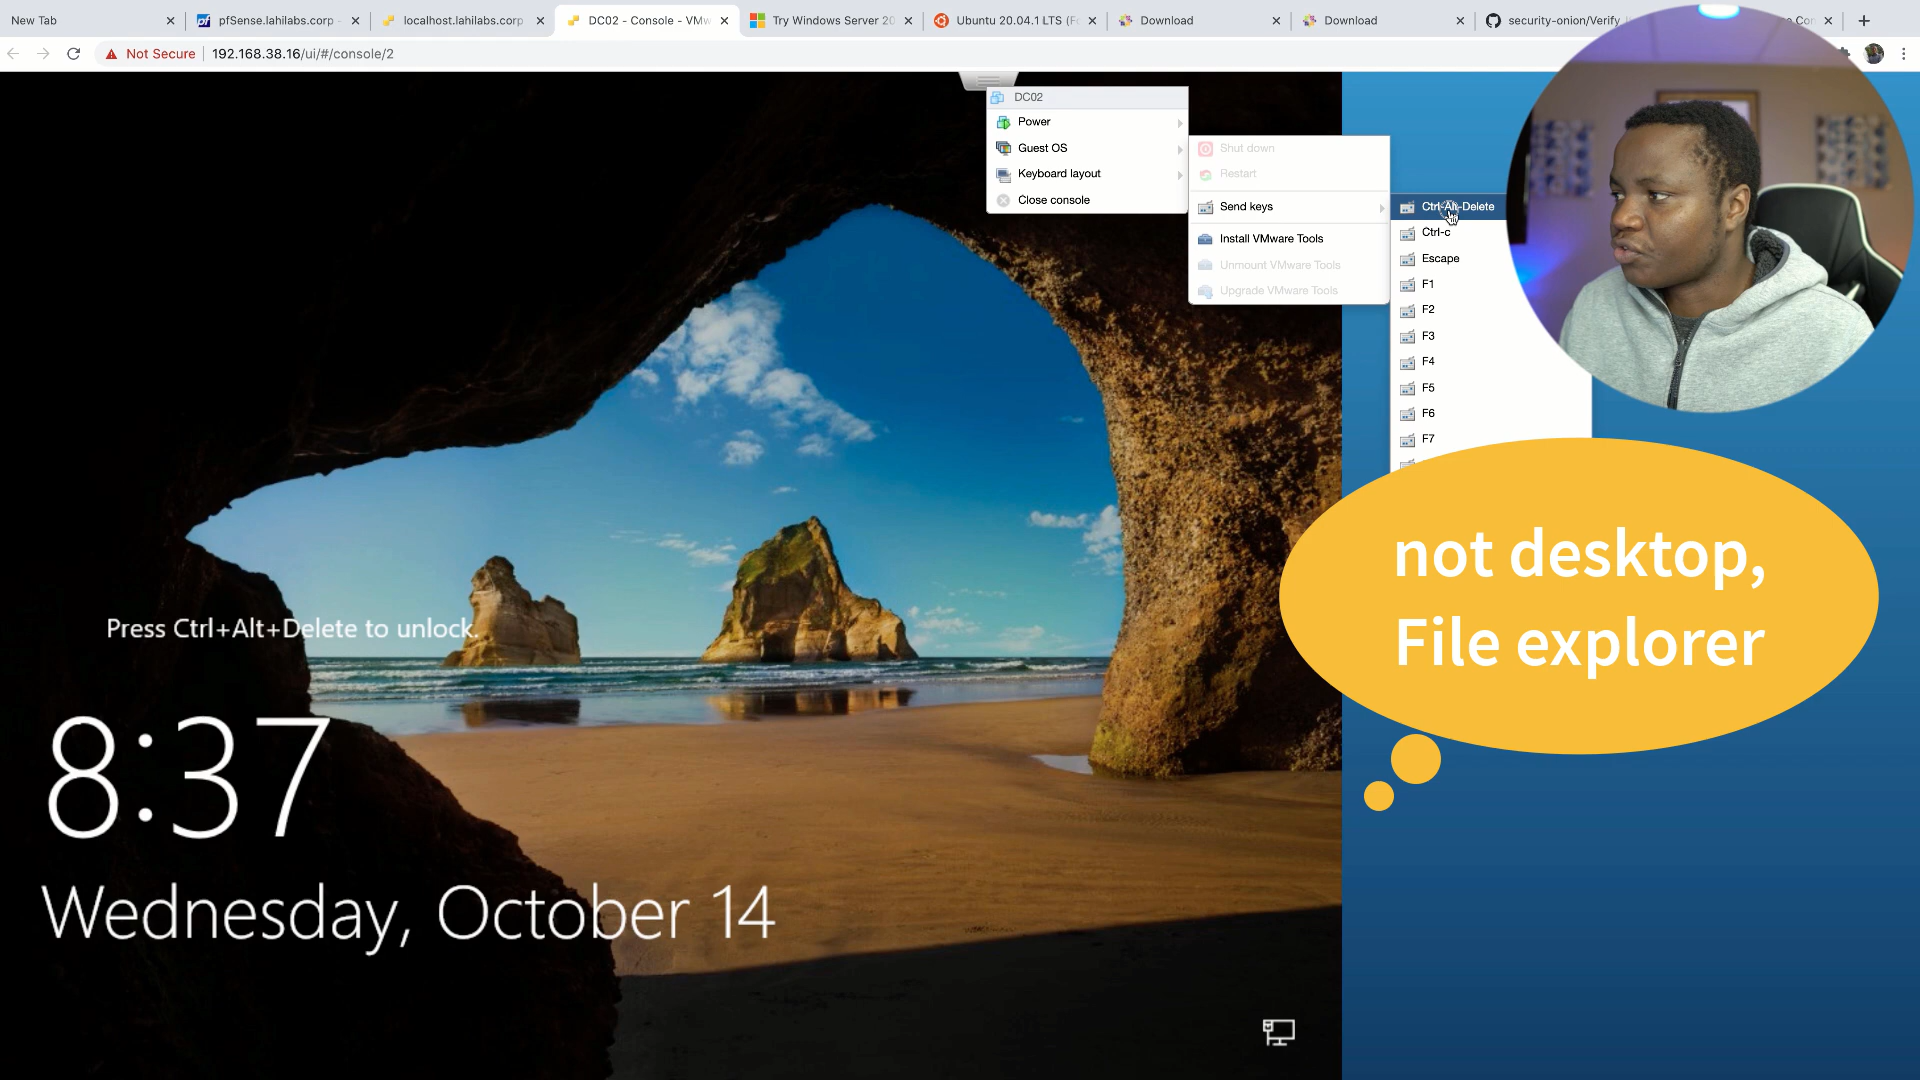 New Tab
pfSense.lahilabs.corp -
localhost.lahilabs.corp
DC02 - Console - VMw
Try Windows Server 20
Ubuntu 20.04.1 LTS (F
Download
Download
security-onion/Verify
Not Secure
192.168.38.16/ui/#/console/2
DC02
Power
Guest OS
Keyboard layout
Close console
Shut down
Restart
Send keys
Install VMware Tools
Unmount VMware Tools
Upgrade VMware Tools
Ctrl-Alt-Delete
Ctrl-c
Escape
F1
F2
F3
F4
F5
F6
F7
not desktop,
File explorer
Press Ctrl+Alt+Delete to unlock.
8:37
Wednesday, October 14